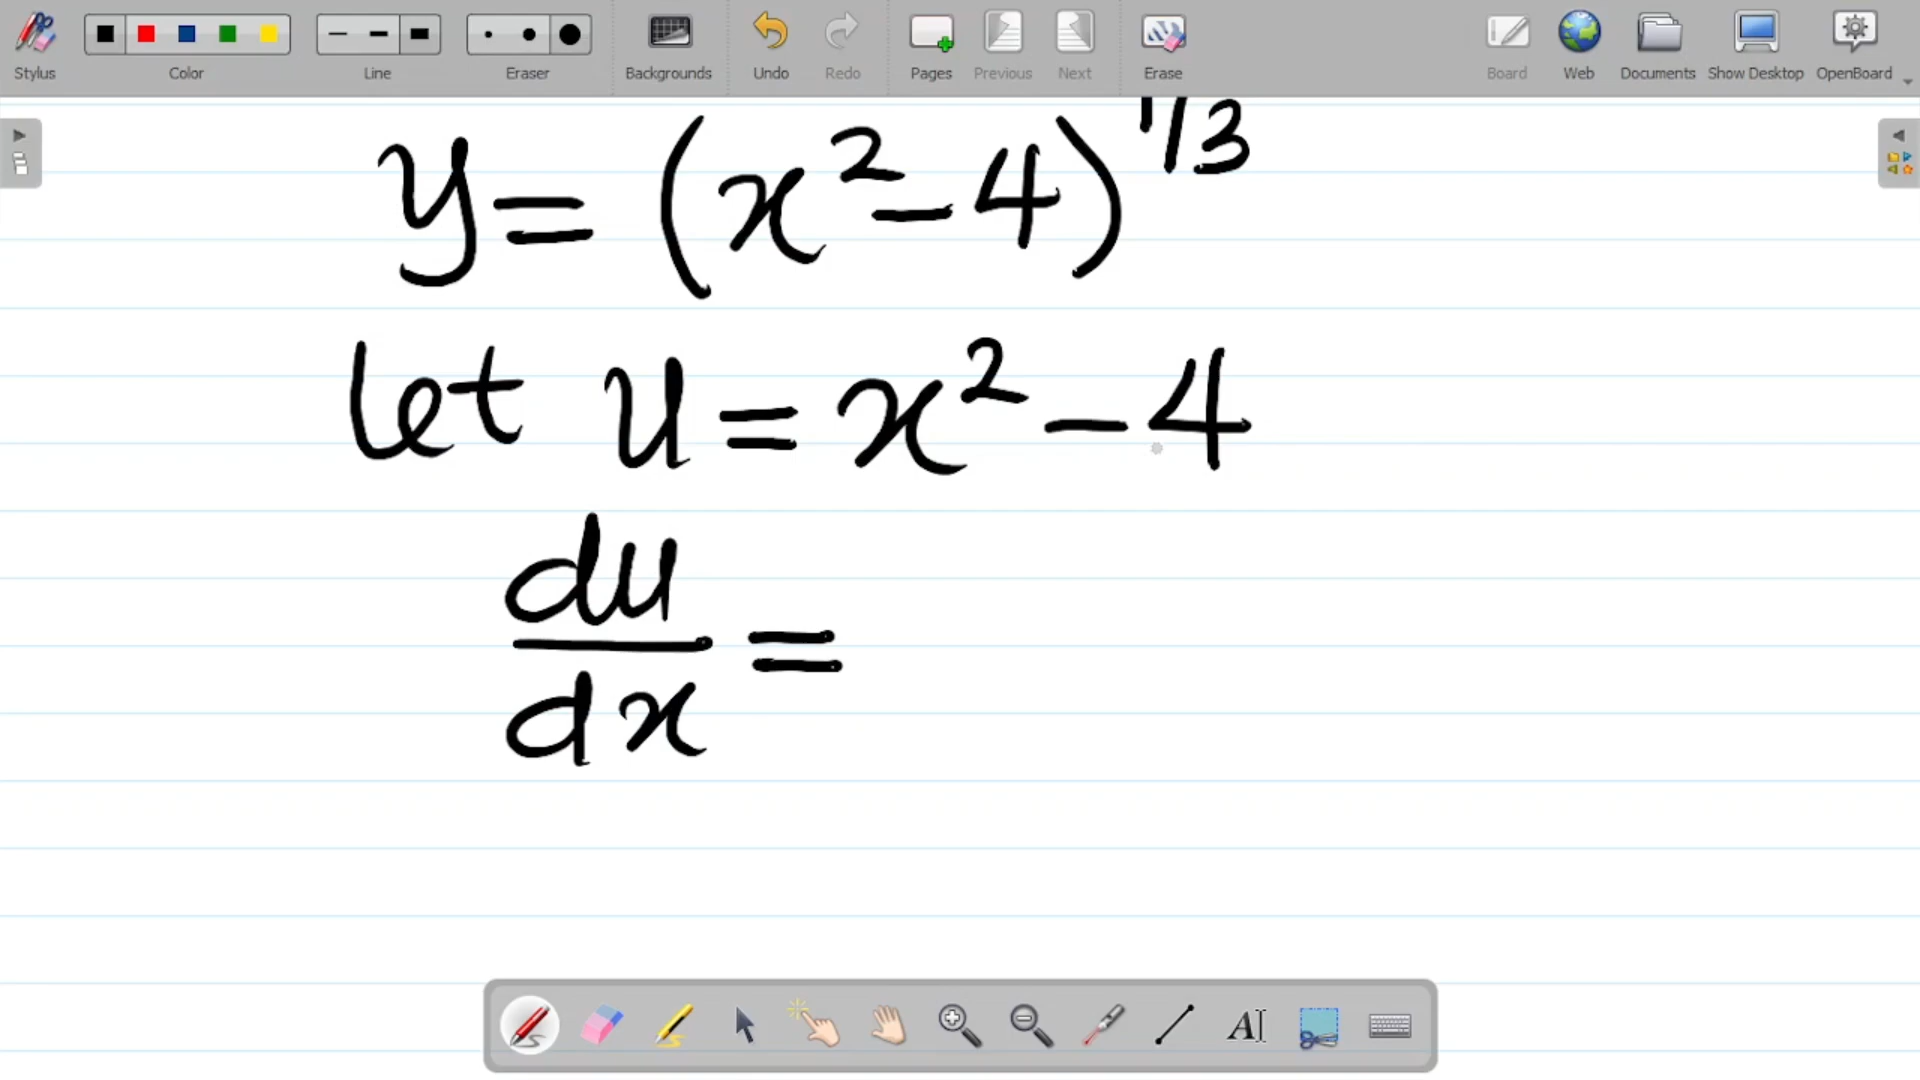 Stylus Color Line Eraser Backgrounds Undo Redo Pages Previous Next Erase Board Web Documents Show Desktop OpenBoard
y = (x² - 4)^1/3
let u = x² - 4
du/dx =
AI